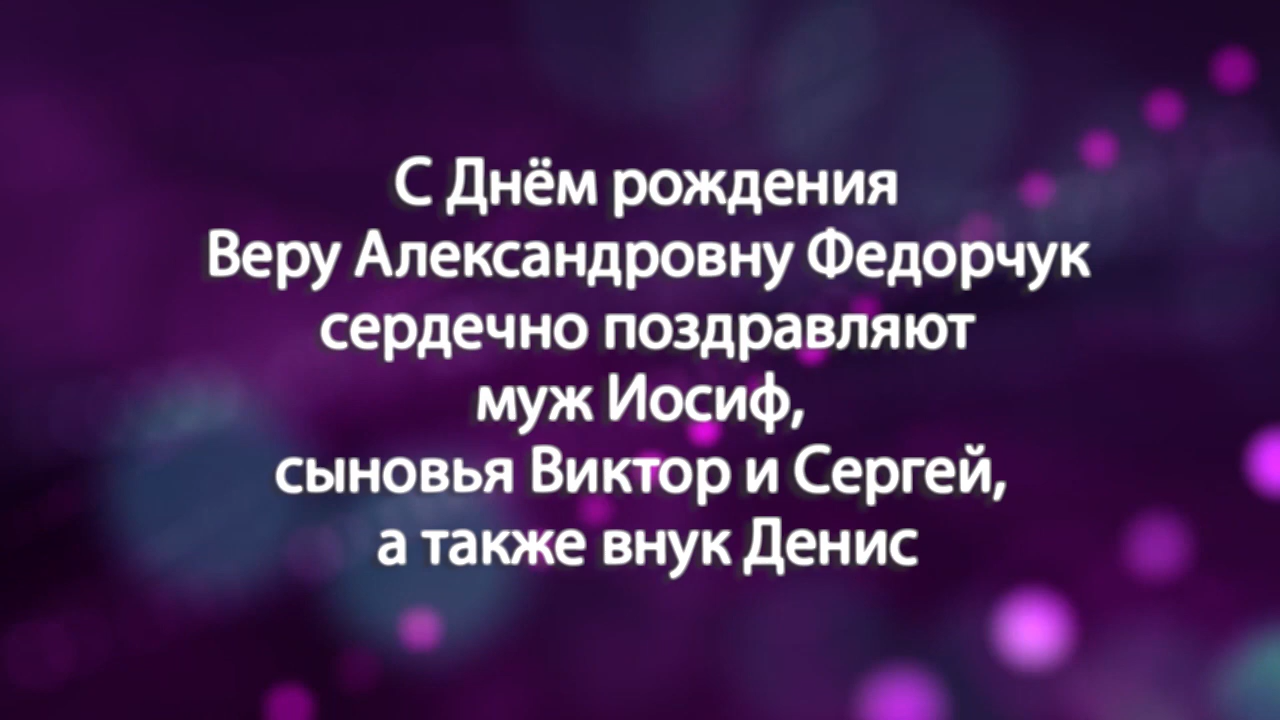 С Днём рождения
Веру Александровну Федорчук
сердечно поздравляют
муж Иосиф,
сыновья Виктор и Сергей,
а также внук Денис